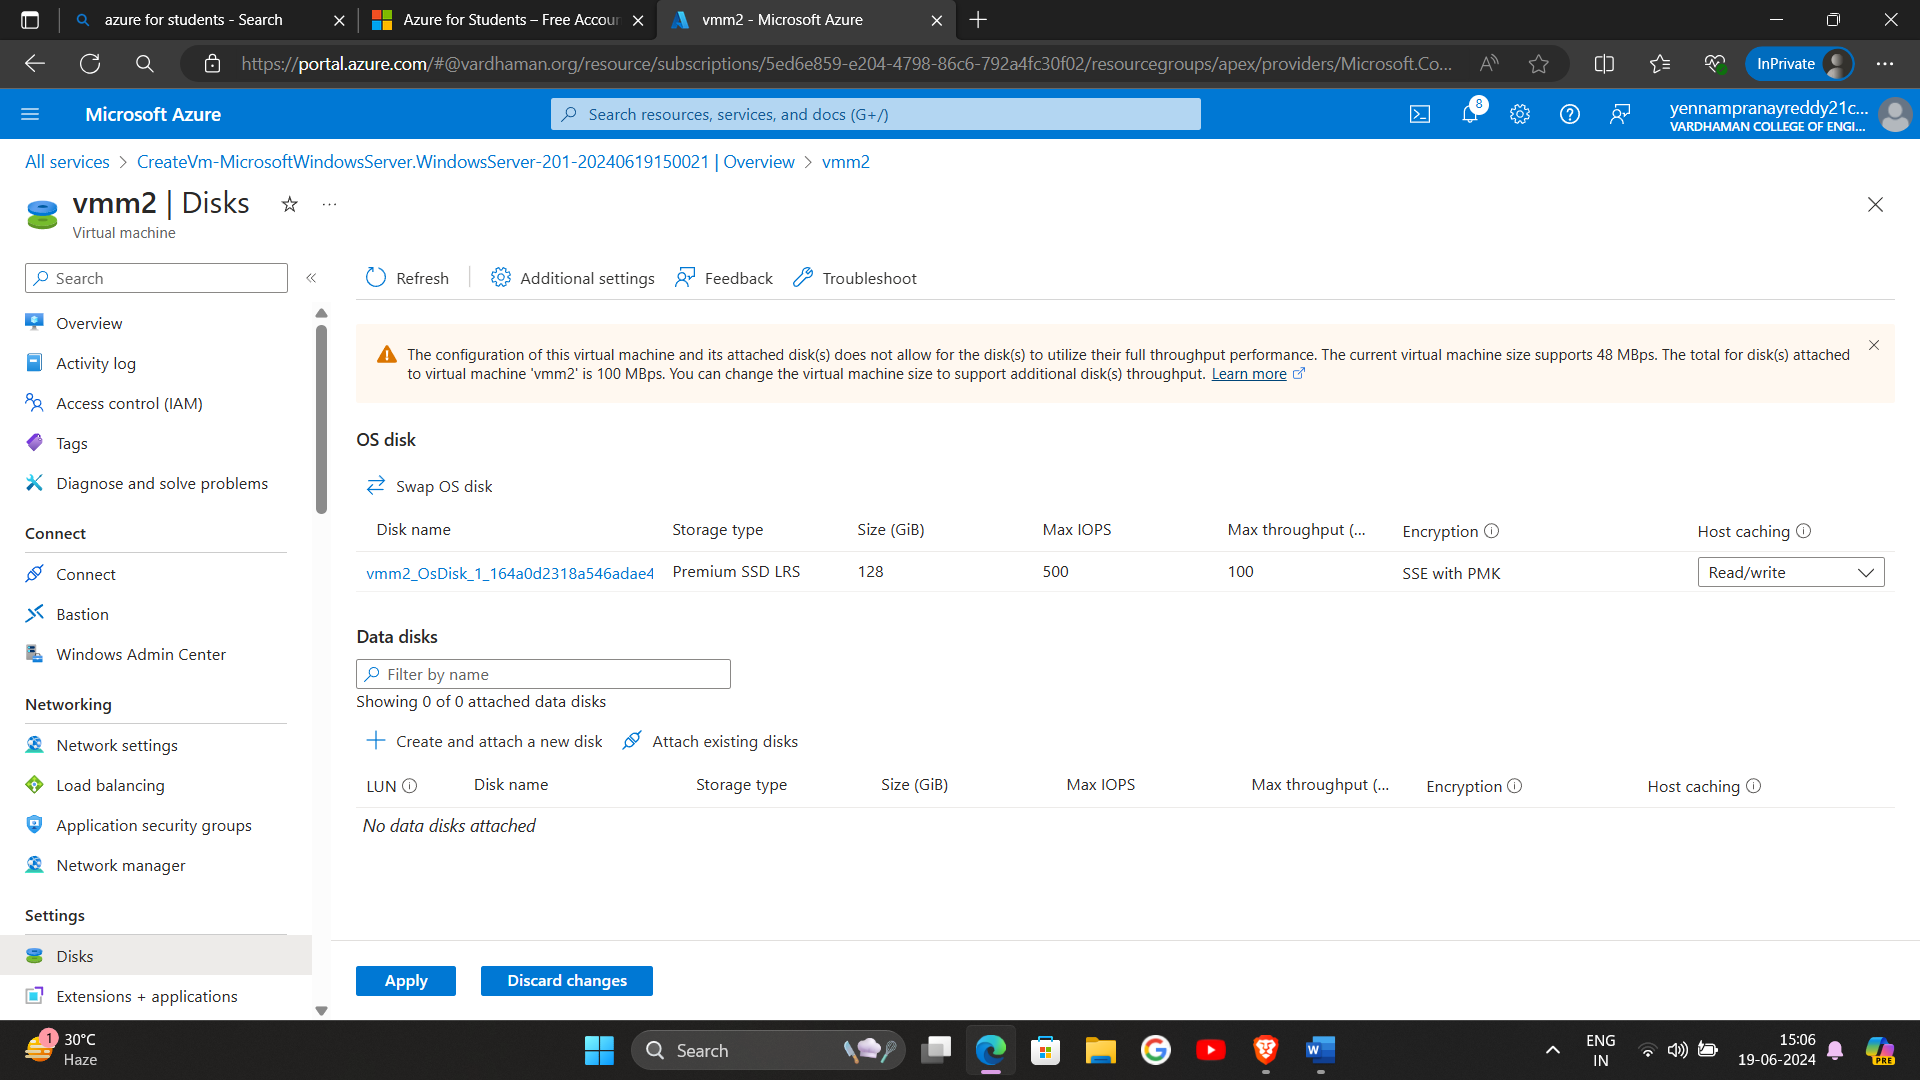 azure for students - Search
Azure for Students – Free Accoun
vmm2 - Microsoft Azure
https://portal.azure.com/#@vardhaman.org/resource/subscriptions/5ed6e859-e204-4798-86c6-792a4fc30f02/resourcegroups/apex/providers/Microsoft.Co...
InPrivate
Microsoft Azure
Search resources, services, and docs (G+/)
8
yennampranayreddy21c...
VARDHAMAN COLLEGE OF ENGI...
All services > CreateVm-MicrosoftWindowsServer.WindowsServer-201-20240619150021 | Overview > vmm2
vmm2 | Disks
Virtual machine
Search
Overview
Activity log
Access control (IAM)
Tags
Diagnose and solve problems
Connect
Connect
Bastion
Windows Admin Center
Networking
Network settings
Load balancing
Application security groups
Network manager
Settings
Disks
Extensions + applications
Refresh
Additional settings
Feedback
Troubleshoot
The configuration of this virtual machine and its attached disk(s) does not allow for the disk(s) to utilize their full throughput performance. The current virtual machine size supports 48 MBps. The total for disk(s) attached
to virtual machine 'vmm2' is 100 MBps. You can change the virtual machine size to support additional disk(s) throughput. Learn more
OS disk
Swap OS disk
Disk name Storage type Size (GiB) Max IOPS Max throughput (... Encryption Host caching
vmm2_OsDisk_1_164a0d2318a546adae4 Premium SSD LRS 128 500 100 SSE with PMK Read/write
Data disks
Filter by name
Showing 0 of 0 attached data disks
Create and attach a new disk
Attach existing disks
LUN Disk name Storage type Size (GiB) Max IOPS Max throughput (... Encryption Host caching
No data disks attached
Apply
Discard changes
1
30°C
Haze
Search
W
ENG
IN
15:06
19-06-2024
PRE